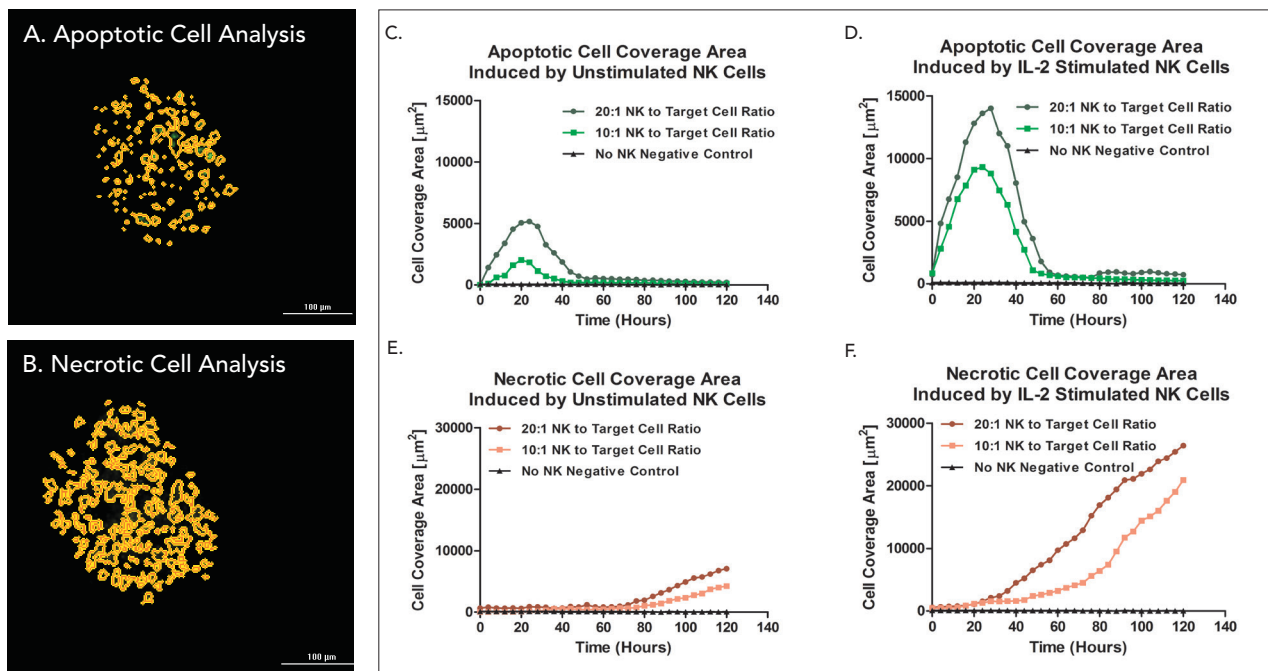 A. Apoptotic Cell Analysis
100 µm
B. Necrotic Cell Analysis
100 µm
C.
Apoptotic Cell Coverage Area
Induced by Unstimulated NK Cells
Cell Coverage Area [µm²]
15000
10000
5000
0
20:1 NK to Target Cell Ratio
10:1 NK to Target Cell Ratio
No NK Negative Control
0 20 40 60 80 100 120 140
Time (Hours)
D.
Apoptotic Cell Coverage Area
Induced by IL-2 Stimulated NK Cells
Cell Coverage Area [µm²]
15000
10000
5000
0
20:1 NK to Target Cell Ratio
10:1 NK to Target Cell Ratio
No NK Negative Control
0 20 40 60 80 100 120 140
Time (Hours)
E.
Necrotic Cell Coverage Area
Induced by Unstimulated NK Cells
Cell Coverage Area [µm²]
30000
20000
10000
0
20:1 NK to Target Cell Ratio
10:1 NK to Target Cell Ratio
No NK Negative Control
0 20 40 60 80 100 120 140
Time (Hours)
F.
Necrotic Cell Coverage Area
Induced by IL-2 Stimulated NK Cells
Cell Coverage Area [µm²]
30000
20000
10000
0
20:1 NK to Target Cell Ratio
10:1 NK to Target Cell Ratio
No NK Negative Control
0 20 40 60 80 100 120 140
Time (Hours)